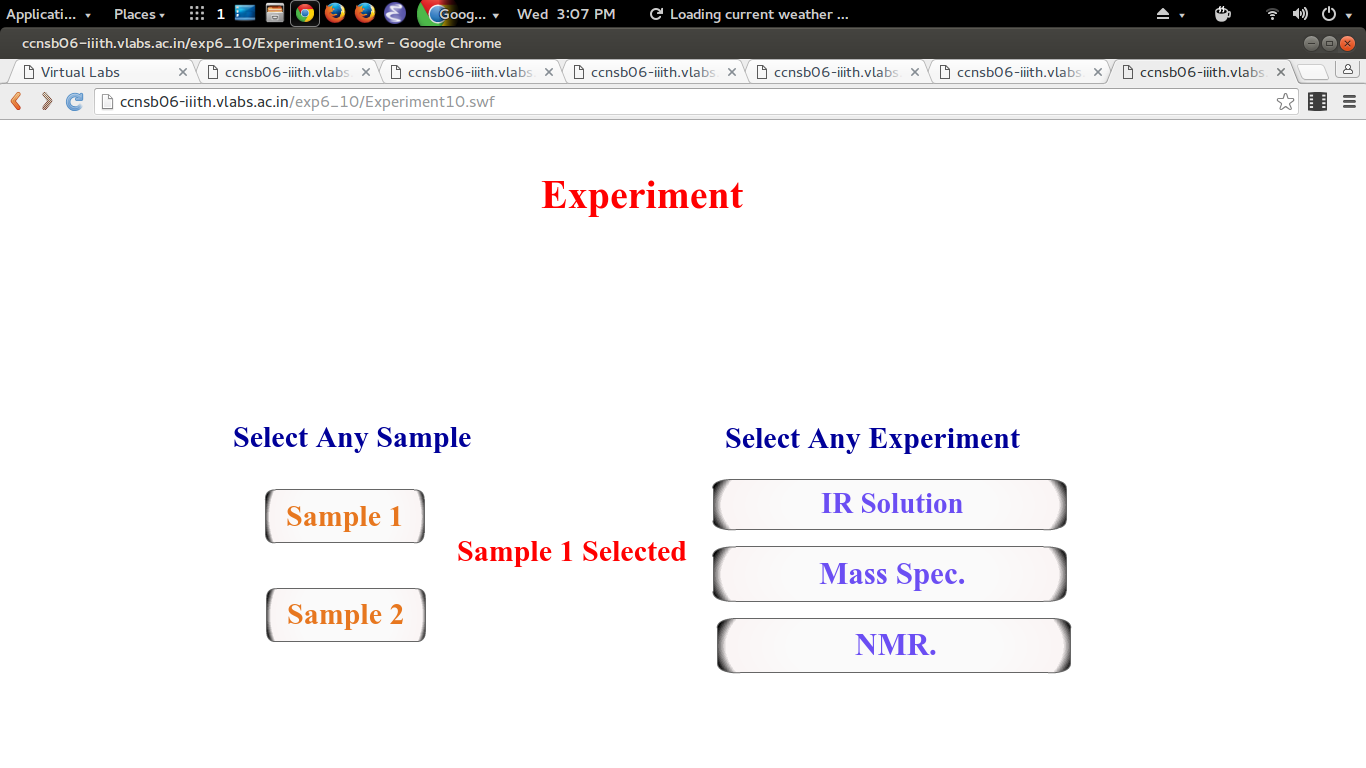 Applicati... Places 1 Goog... Wed 3:07 PM Loading current weather ...
ccnsb06-iiith.vlabs.ac.in/exp6_10/Experiment10.swf - Google Chrome
Virtual Labs ccnsb06-iiith.vlabs ccnsb06-iiith.vlabs ccnsb06-iiith.vlabs ccnsb06-iiith.vlabs ccnsb06-iiith.vlabs ccnsb06-iiith.vlabs
ccnsb06-iiith.vlabs.ac.in/exp6_10/Experiment10.swf
Experiment
Select Any Sample
Sample 1
Sample 2
Sample 1 Selected
Select Any Experiment
IR Solution
Mass Spec.
NMR.